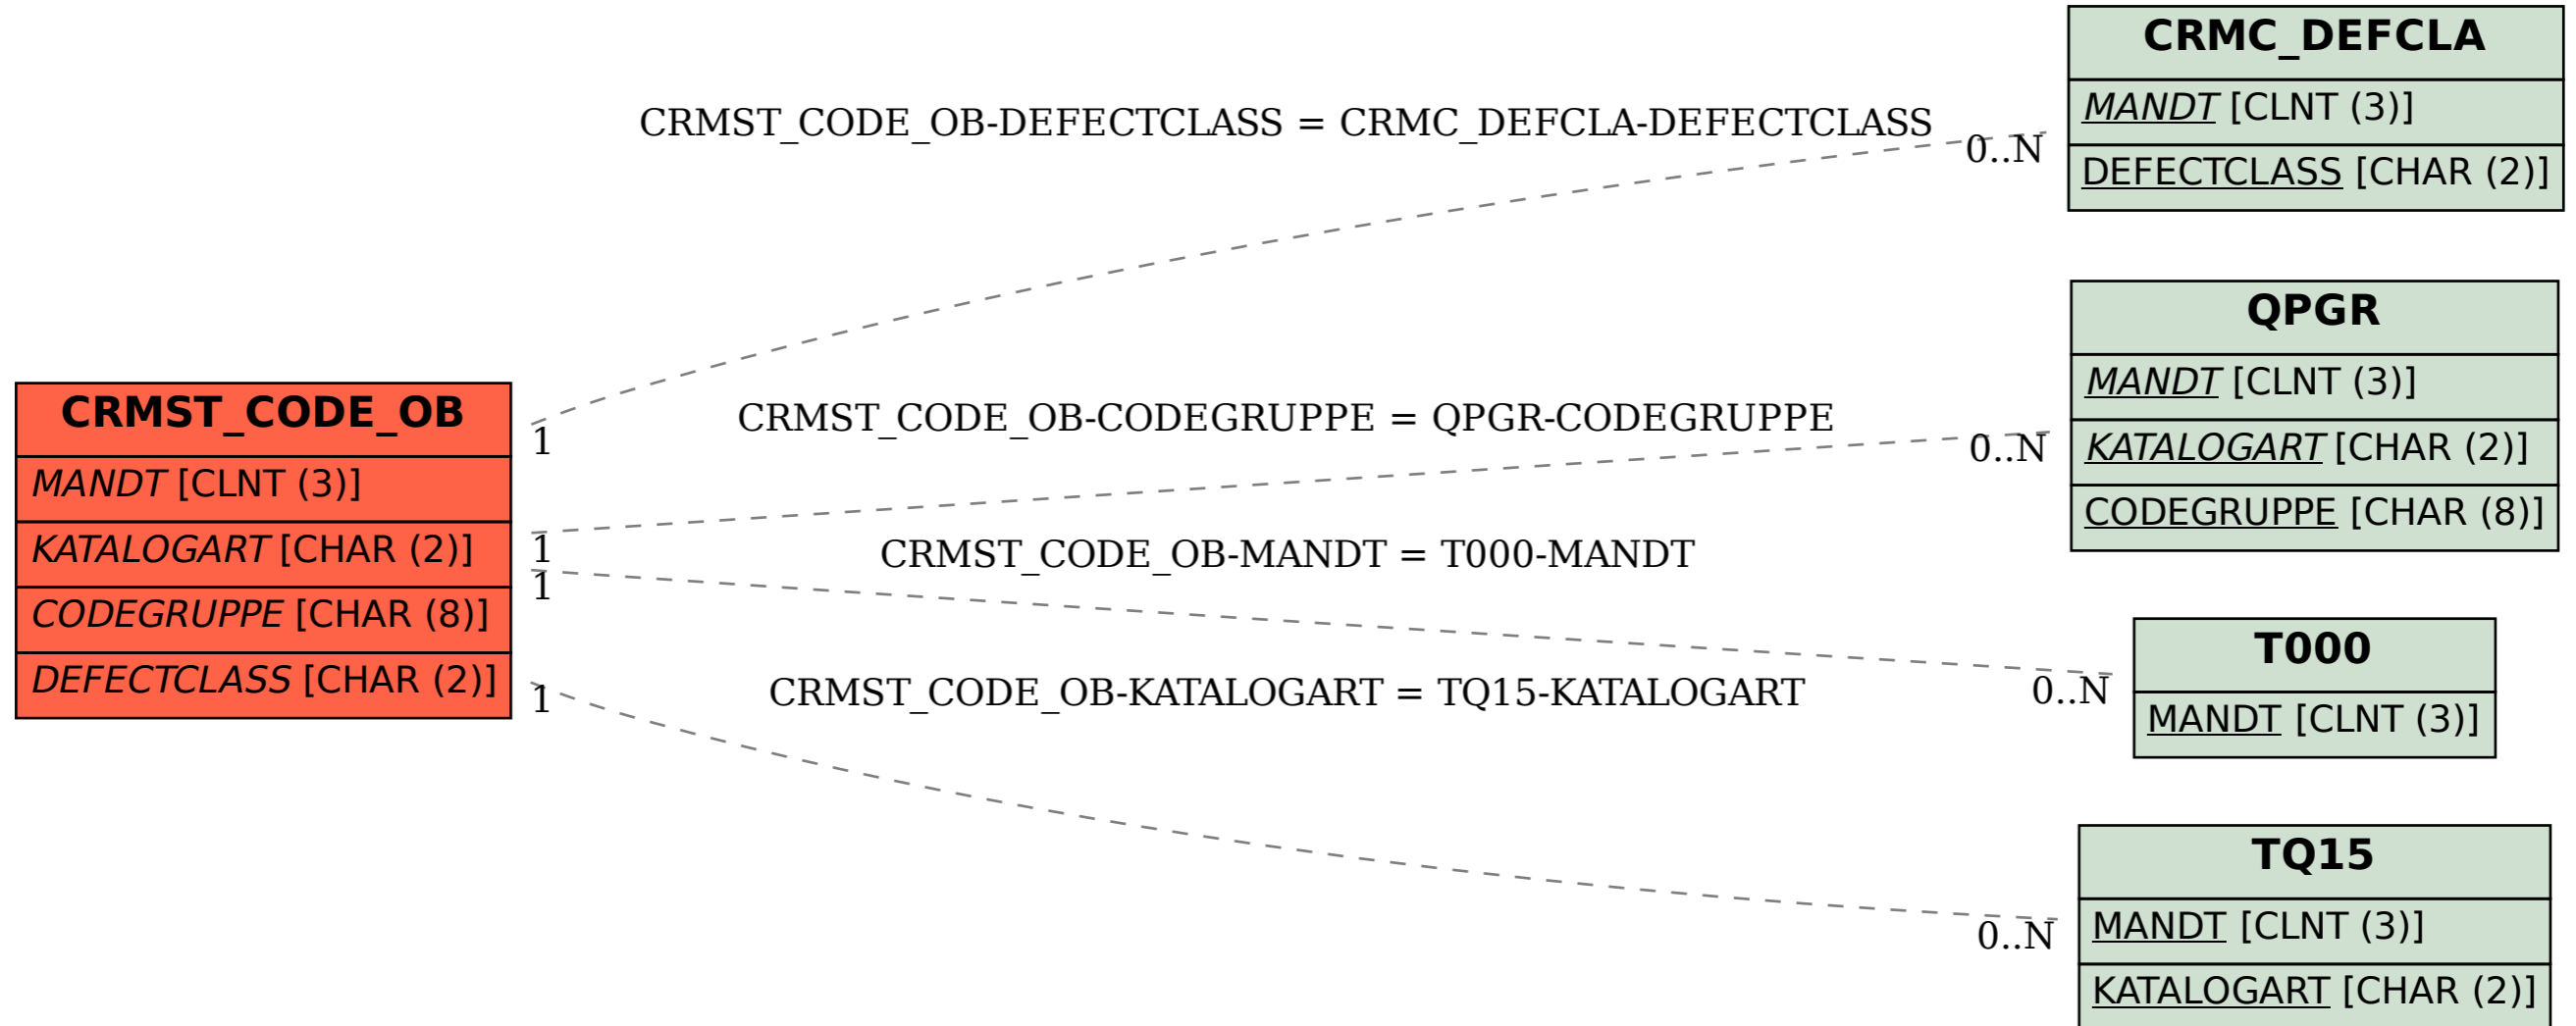 CRMC_DEFCLA
MANDT [CLNT (3)]
DEFECTCLASS [CHAR (2)]
CRMST_CODE_OB-DEFECTCLASS = CRMC_DEFCLA-DEFECTCLASS
0..N
1
QPGR
MANDT [CLNT (3)]
KATALOGART [CHAR (2)]
CODEGRUPPE [CHAR (8)]
CRMST_CODE_OB-CODEGRUPPE = QPGR-CODEGRUPPE
0..N
1
CRMST_CODE_OB
MANDT [CLNT (3)]
KATALOGART [CHAR (2)]
CODEGRUPPE [CHAR (8)]
DEFECTCLASS [CHAR (2)]
CRMST_CODE_OB-MANDT = T000-MANDT
1
0..N
T000
MANDT [CLNT (3)]
CRMST_CODE_OB-KATALOGART = TQ15-KATALOGART
1
0..N
TQ15
MANDT [CLNT (3)]
KATALOGART [CHAR (2)]